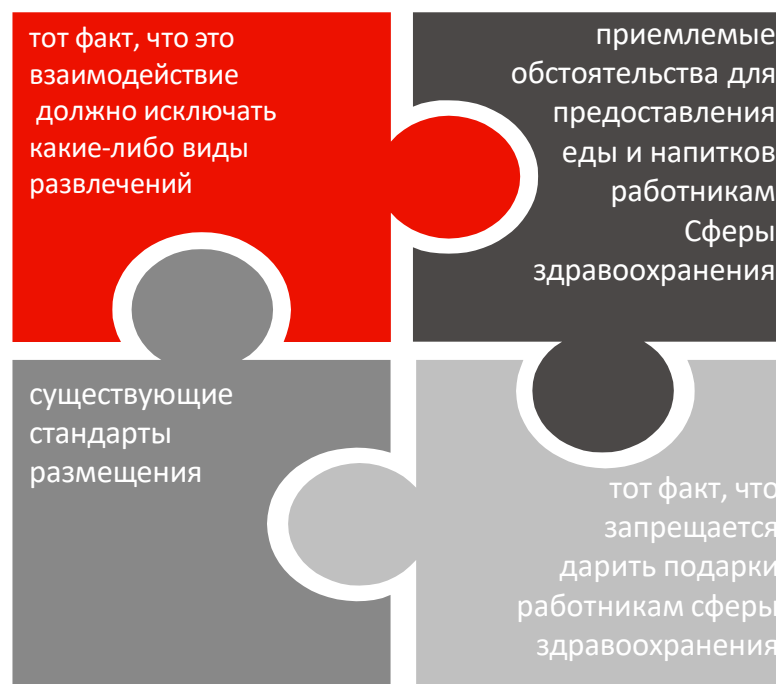 тот факт, что это
взаимодействие
должно исключать
какие-либо виды
развлечений
приемлемые
обстоятельства для
предоставления
еды и напитков
работникам
Сферы
здравоохранения
существующие
стандарты
размещения
тот факт, что
запрещается
дарить подарки
работникам сферы
здравоохранения